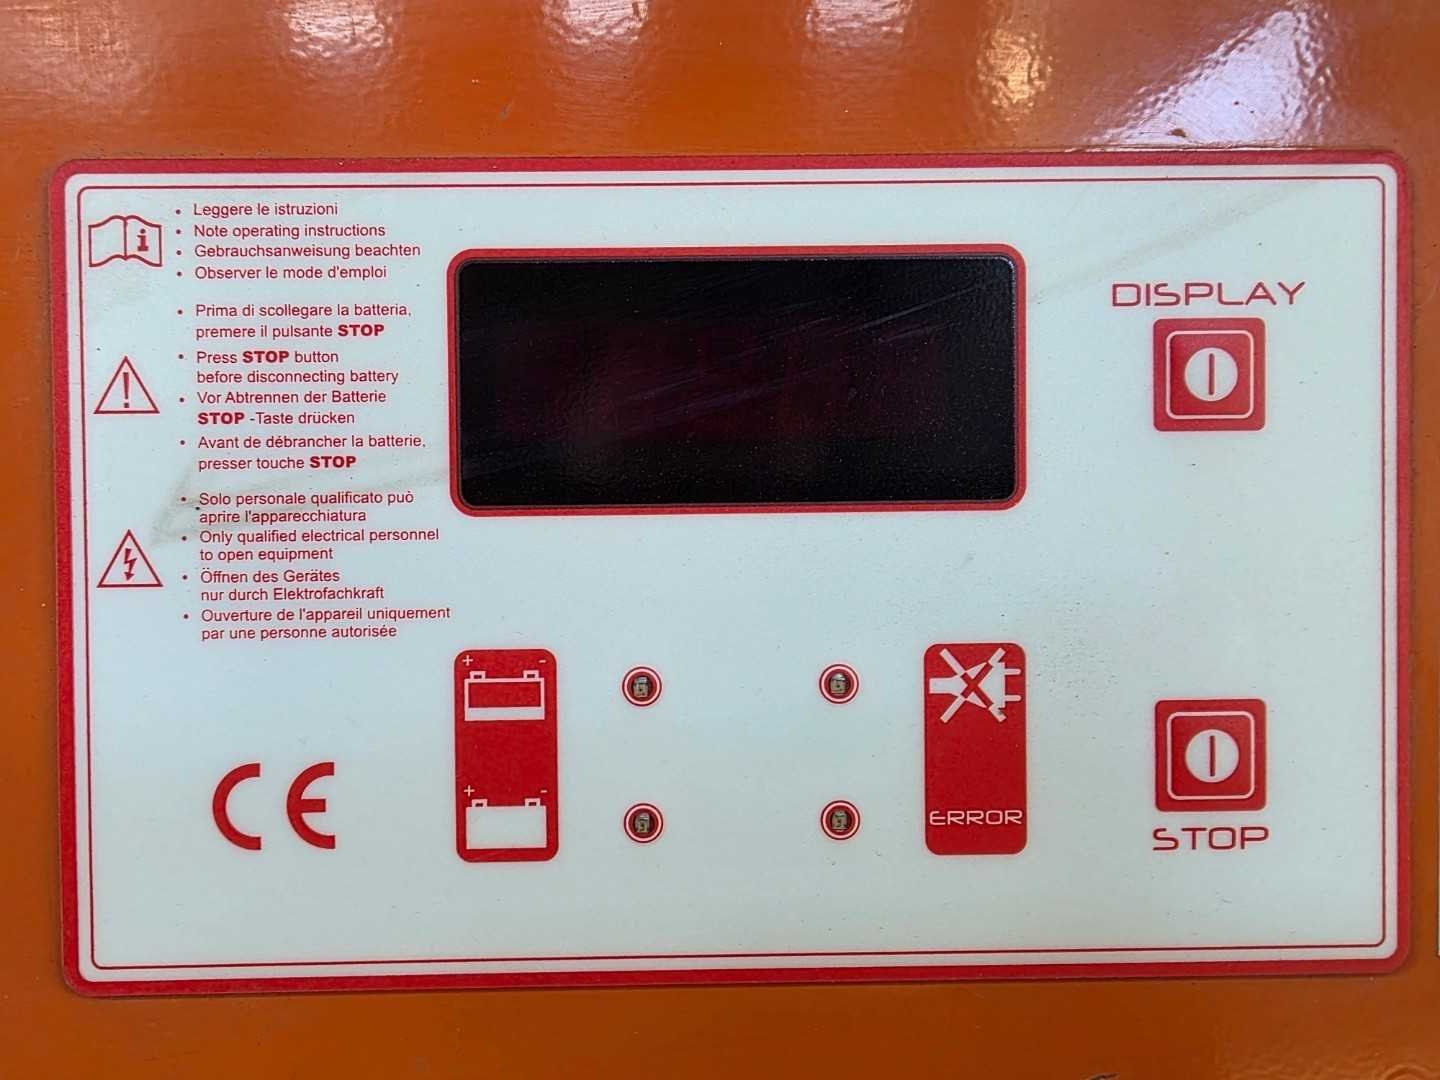 • Leggere le istruzioni
• Note operating instructions
• Gebrauchsanweisung beachten
• Observer le mode d'emploi
• Prima di scollegare la batteria,
premere il pulsante STOP
• Press STOP button
before disconnecting battery
• Vor Abtrennen der Batterie
STOP -Taste drücken
• Avant de débrancher la batterie,
presser touche STOP
• Solo personale qualificato può
aprire l'apparecchiatura
• Only qualified electrical personnel
to open equipment
• Öffnen des Gerätes
nur durch Elektrofachkraft
• Ouverture de l'appareil uniquement
par une personne autorisée
CE
+ -
+ -
ERROR
DISPLAY
STOP